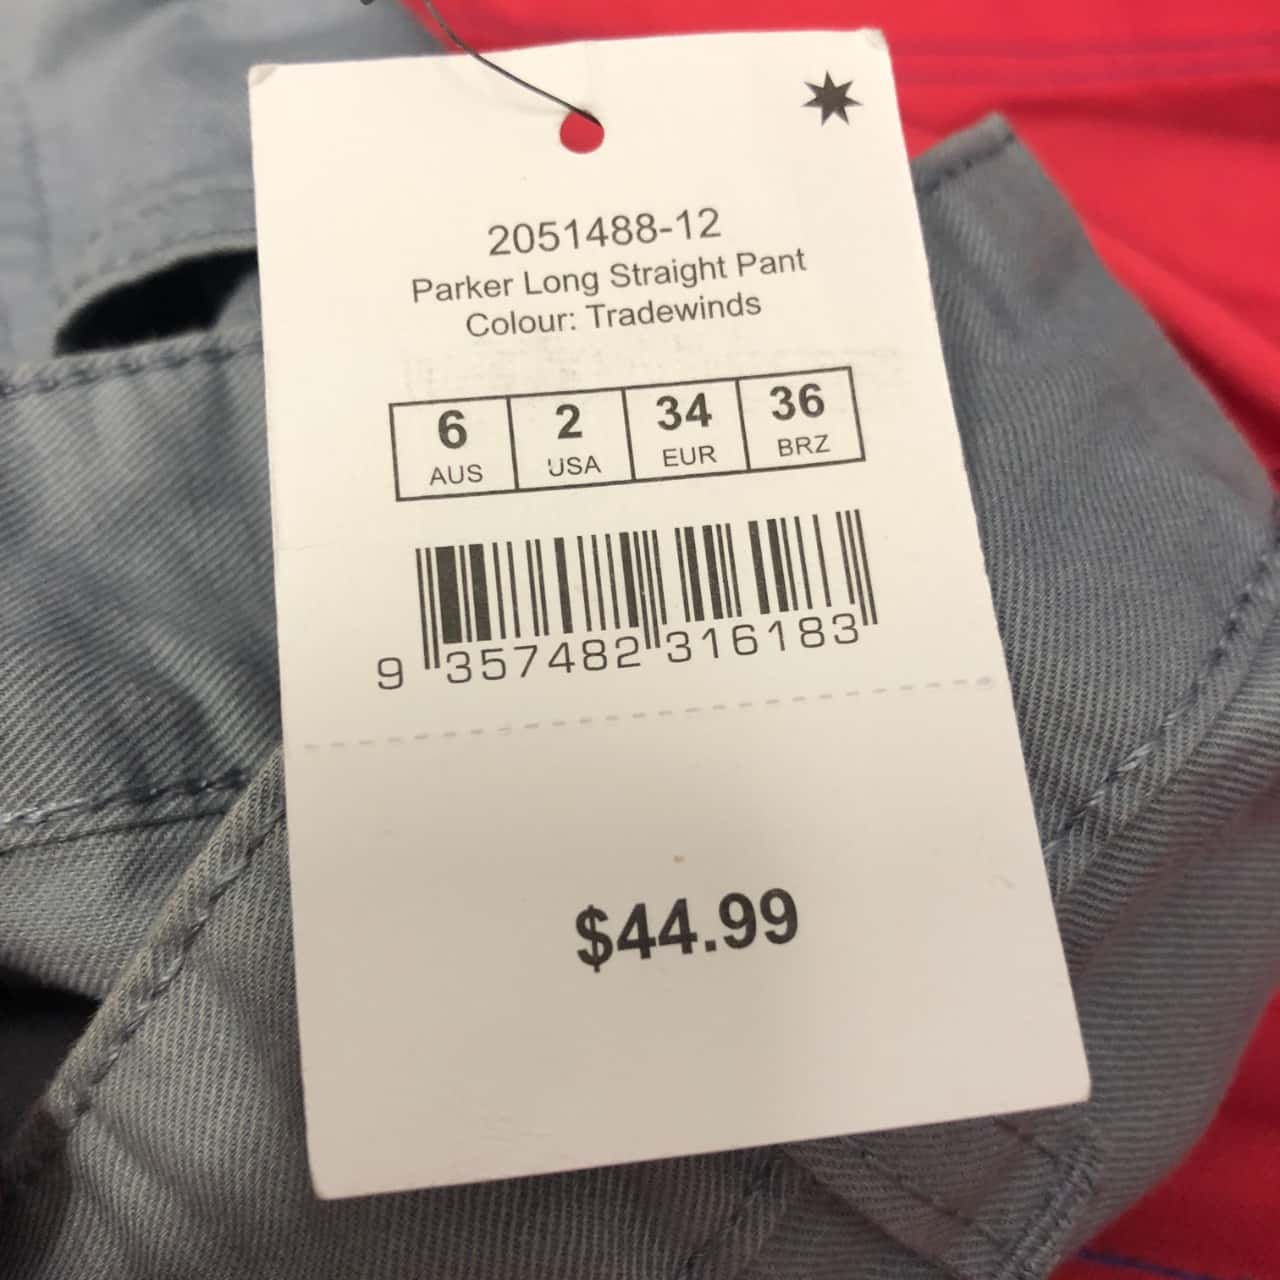 2051488-12
Parker Long Straight Pant
Colour: Tradewinds
6 2 34 36
AUS USA EUR BRZ
9 357482 316183
$44.99